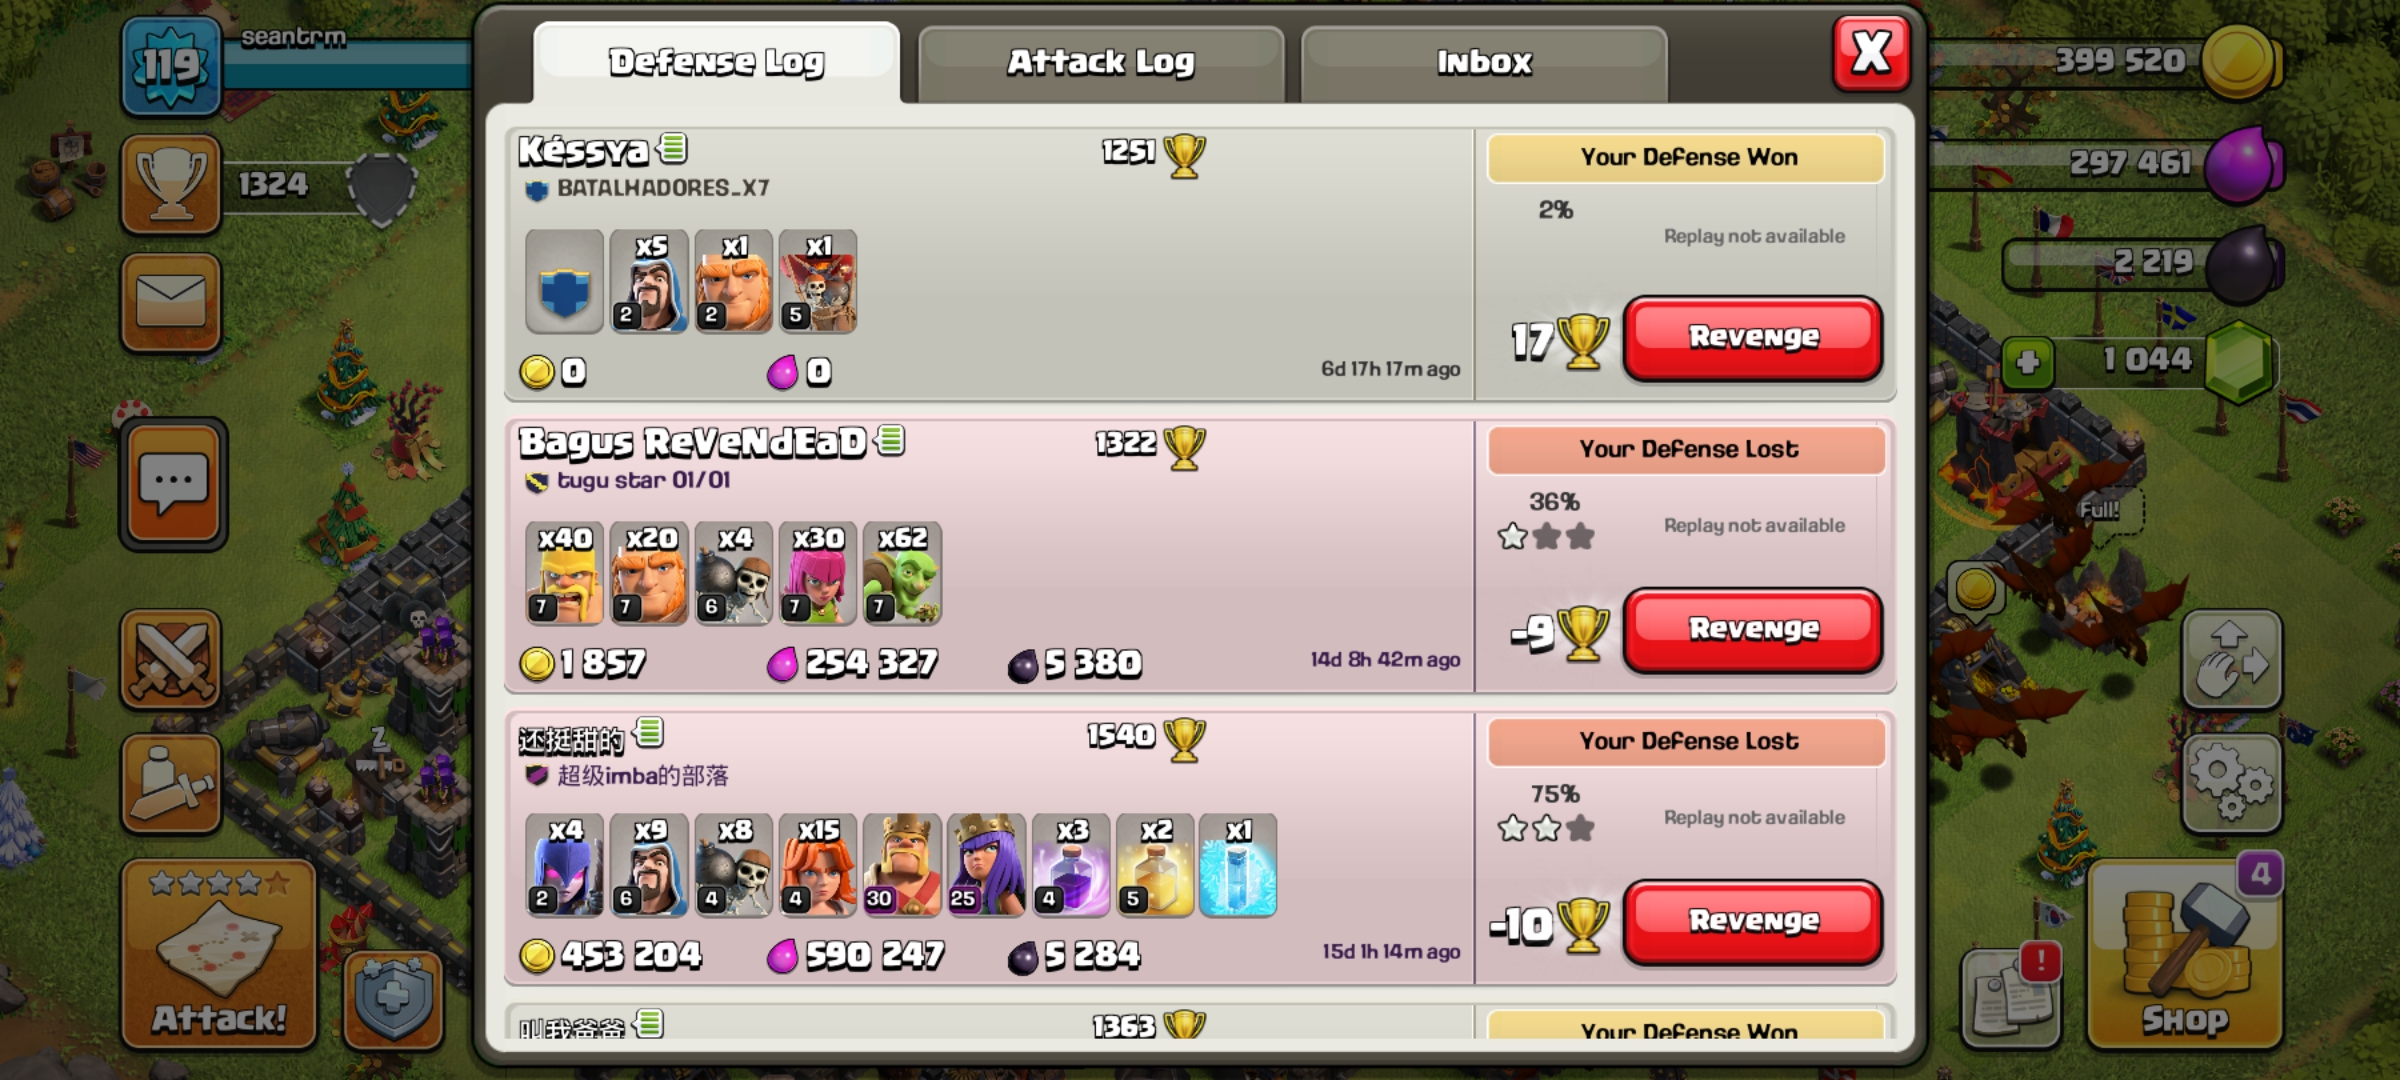 119
seantrm
1324
Attack!
Defense Log
Attack Log
Inbox
X
Késsya
1251
BATALHADORES_X7
x5
x1
x1
2
2
5
0
0
6d 17h 17m ago
Your Defense Won
2%
Replay not available
17
Revenge
Bagus ReVeNdEaD
1322
tugu star 01/01
x40
x20
x4
x30
x62
7
7
6
7
7
1 857
254 327
5 380
14d 8h 42m ago
Your Defense Lost
36%
Replay not available
-9
Revenge
还挺甜的
1540
超级imba的部落
x4
x9
x8
x15
x3
x2
x1
2
6
4
4
30
25
4
5
453 204
590 247
5 284
15d 1h 14m ago
Your Defense Lost
75%
Replay not available
-10
Revenge
叫我爸爸
1363
Your Defense Won
399 520
297 461
2 219
1 044
Full!
Z
4
!
Shop